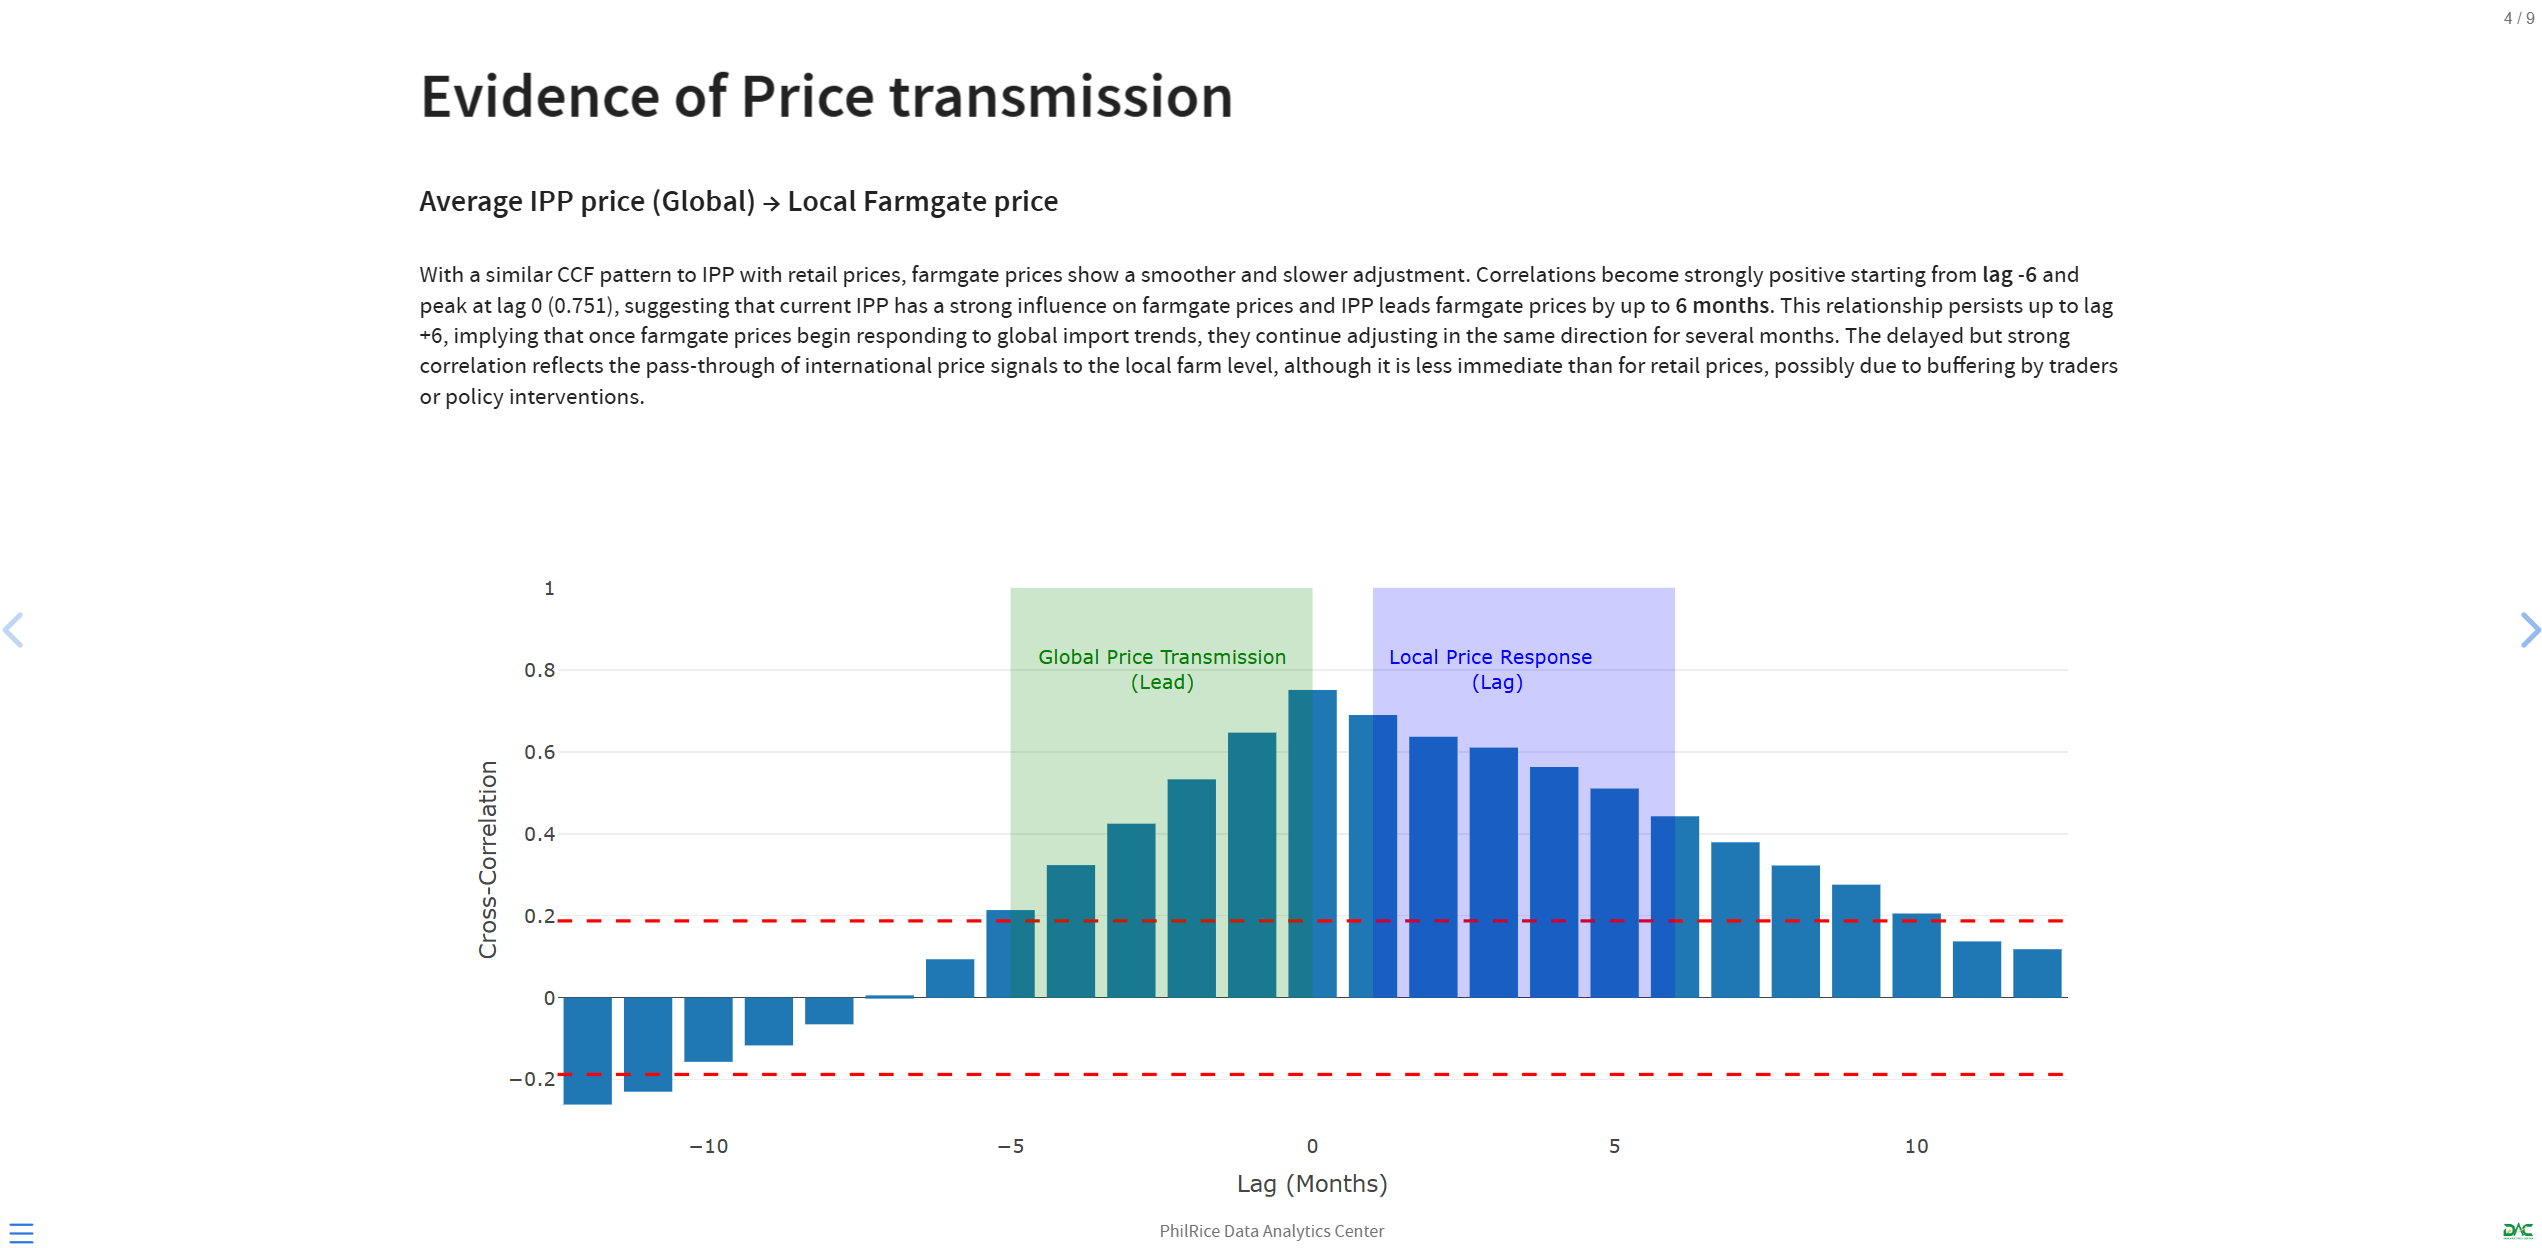 4 / 9
Evidence of Price transmission
Average IPP price (Global) → Local Farmgate price
With a similar CCF pattern to IPP with retail prices, farmgate prices show a smoother and slower adjustment. Correlations become strongly positive starting from lag -6 and
peak at lag 0 (0.751), suggesting that current IPP has a strong influence on farmgate prices and IPP leads farmgate prices by up to 6 months. This relationship persists up to lag
+6, implying that once farmgate prices begin responding to global import trends, they continue adjusting in the same direction for several months. The delayed but strong
correlation reflects the pass-through of international price signals to the local farm level, although it is less immediate than for retail prices, possibly due to buffering by traders
or policy interventions.
1
0.8
0.6
0.4
0.2
0
−0.2
Cross-Correlation
Global Price Transmission
(Lead)
Local Price Response
(Lag)
−10
−5
0
5
10
Lag (Months)
PhilRice Data Analytics Center
DAC